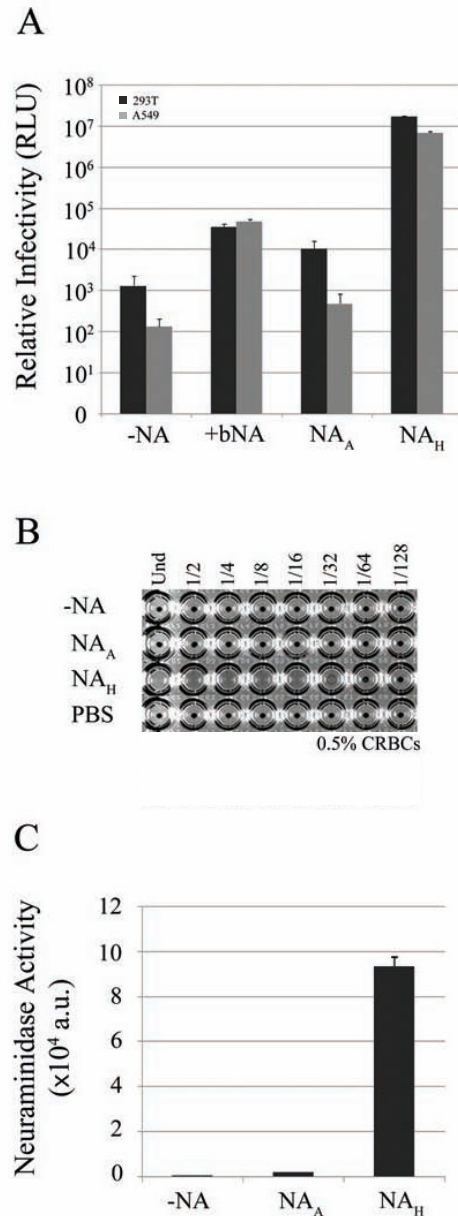 A
10⁸
10⁷
10⁶
10⁵
10⁴
10³
10²
10¹
0
Relative Infectivity (RLU)
293T
A549
-NA
+bNA
NA_A
NA_H
B
Und
1/2
1/4
1/8
1/16
1/32
1/64
1/128
-NA
NA_A
NA_H
PBS
0.5% CRBCs
C
Neuraminidase Activity
(x10⁴ a.u.)
12
10
8
6
4
2
0
-NA
NA_A
NA_H